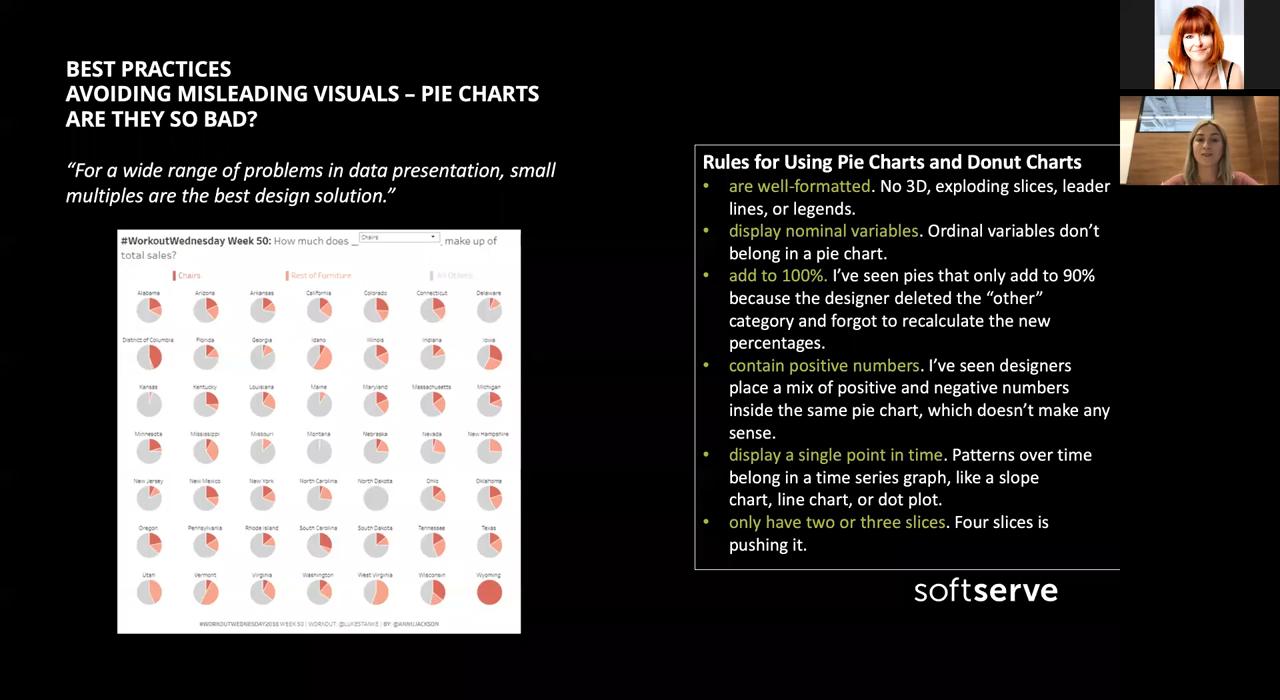 BEST PRACTICES
AVOIDING MISLEADING VISUALS – PIE CHARTS
ARE THEY SO BAD?
“For a wide range of problems in data presentation, small
multiples are the best design solution.”
#WorkoutWednesday Week 50: How much does _ Chairs _ make up of
total sales?
Chairs Rest of Furniture All Others
Alabama Arizona Arkansas California Colorado Connecticut Delaware
District of Columbia Florida Georgia Idaho Illinois Indiana Iowa
Kansas Kentucky Louisiana Maine Maryland Massachusetts Michigan
Minnesota Mississippi Missouri Montana Nebraska Nevada New Hampshire
New Jersey New Mexico New York North Carolina North Dakota Ohio Oklahoma
Oregon Pennsylvania Rhode Island South Carolina South Dakota Tennessee Texas
Utah Vermont Virginia Washington West Virginia Wisconsin Wyoming
#WORKOUTWEDNESDAY2018 WEEK 50 | WORKOUT: @LUKESTANKE | BY: @ANNUJACKSON
Rules for Using Pie Charts and Donut Charts
• are well-formatted. No 3D, exploding slices, leader
lines, or legends.
• display nominal variables. Ordinal variables don’t
belong in a pie chart.
• add to 100%. I’ve seen pies that only add to 90%
because the designer deleted the “other”
category and forgot to recalculate the new
percentages.
• contain positive numbers. I’ve seen designers
place a mix of positive and negative numbers
inside the same pie chart, which doesn’t make any
sense.
• display a single point in time. Patterns over time
belong in a time series graph, like a slope
chart, line chart, or dot plot.
• only have two or three slices. Four slices is
pushing it.
softserve